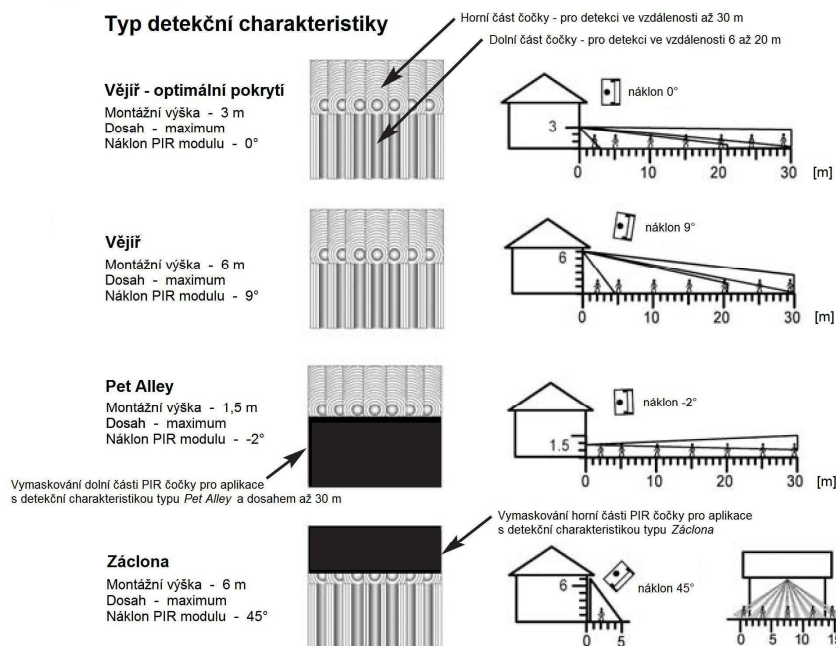 Typ detekční charakteristiky
Horní část čočky - pro detekci ve vzdálenosti až 30 m
Dolní část čočky - pro detekci ve vzdálenosti 6 až 20 m
Vějíř - optimální pokrytí
Montážní výška - 3 m
Dosah - maximum
Náklon PIR modulu - 0°
náklon 0°
3
0 10 20 30 [m]
Vějíř
Montážní výška - 6 m
Dosah - maximum
Náklon PIR modulu - 9°
náklon 9°
6
0 10 20 30 [m]
Pet Alley
Montážní výška - 1,5 m
Dosah - maximum
Náklon PIR modulu - -2°
náklon -2°
1.5
0 10 20 30 [m]
Vymaskování dolní části PIR čočky pro aplikace
s detekční charakteristikou typu Pet Alley a dosahem až 30 m
Vymaskování horní části PIR čočky pro aplikace
s detekční charakteristikou typu Záclona
Záclona
Montážní výška - 6 m
Dosah - maximum
Náklon PIR modulu - 45°
náklon 45°
6
0 5
0 5 10 15